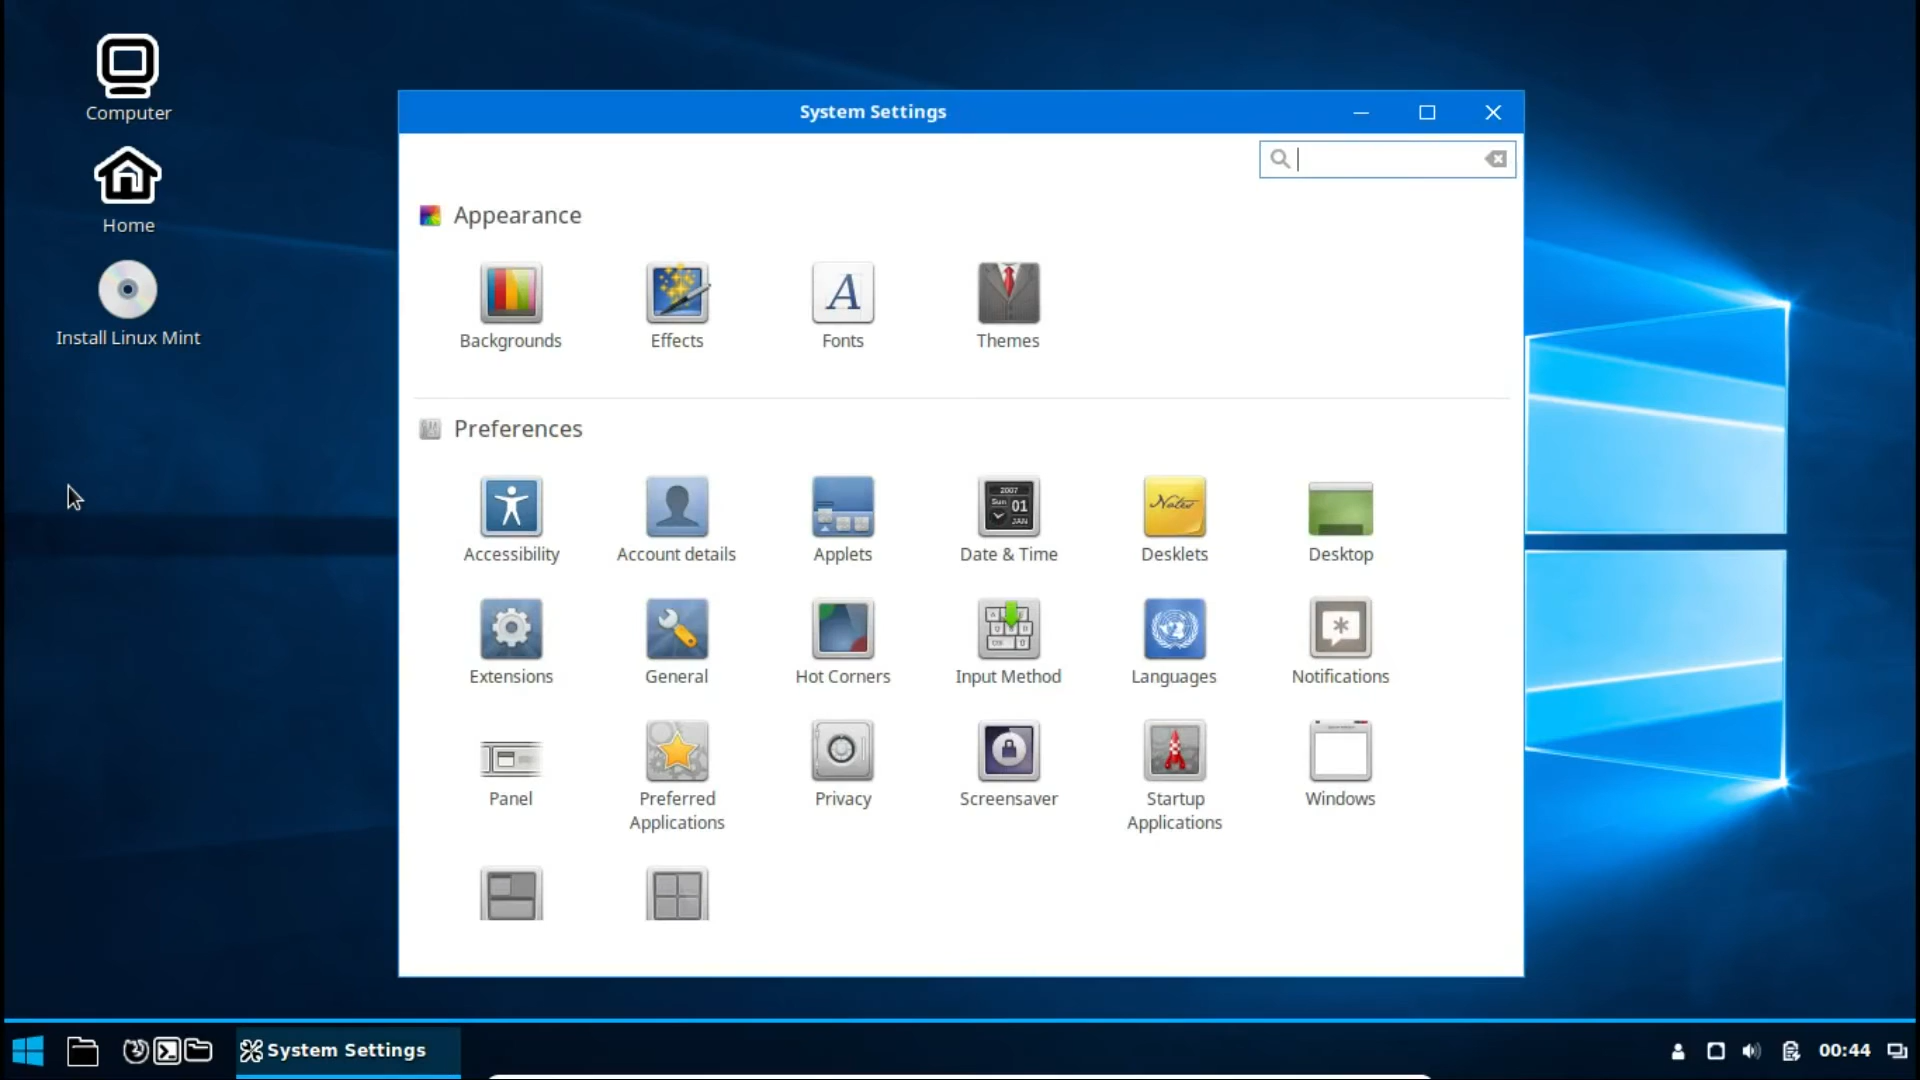 Computer
Home
Install Linux Mint
System Settings
Appearance
Backgrounds Effects Fonts Themes
Preferences
Accessibility Account details Applets Date & Time Desklets Desktop
Extensions General Hot Corners Input Method Languages Notifications
Panel Preferred Applications Privacy Screensaver Startup Applications Windows
System Settings
00:44